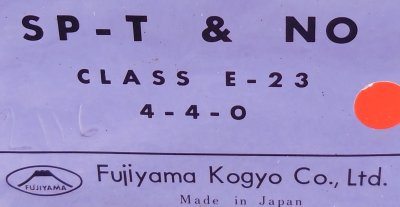 SP-T & NO
CLASS E-23
4-4-0
FUJIYAMA
Fujiyama Kogyo Co., Ltd.
Made in Japan